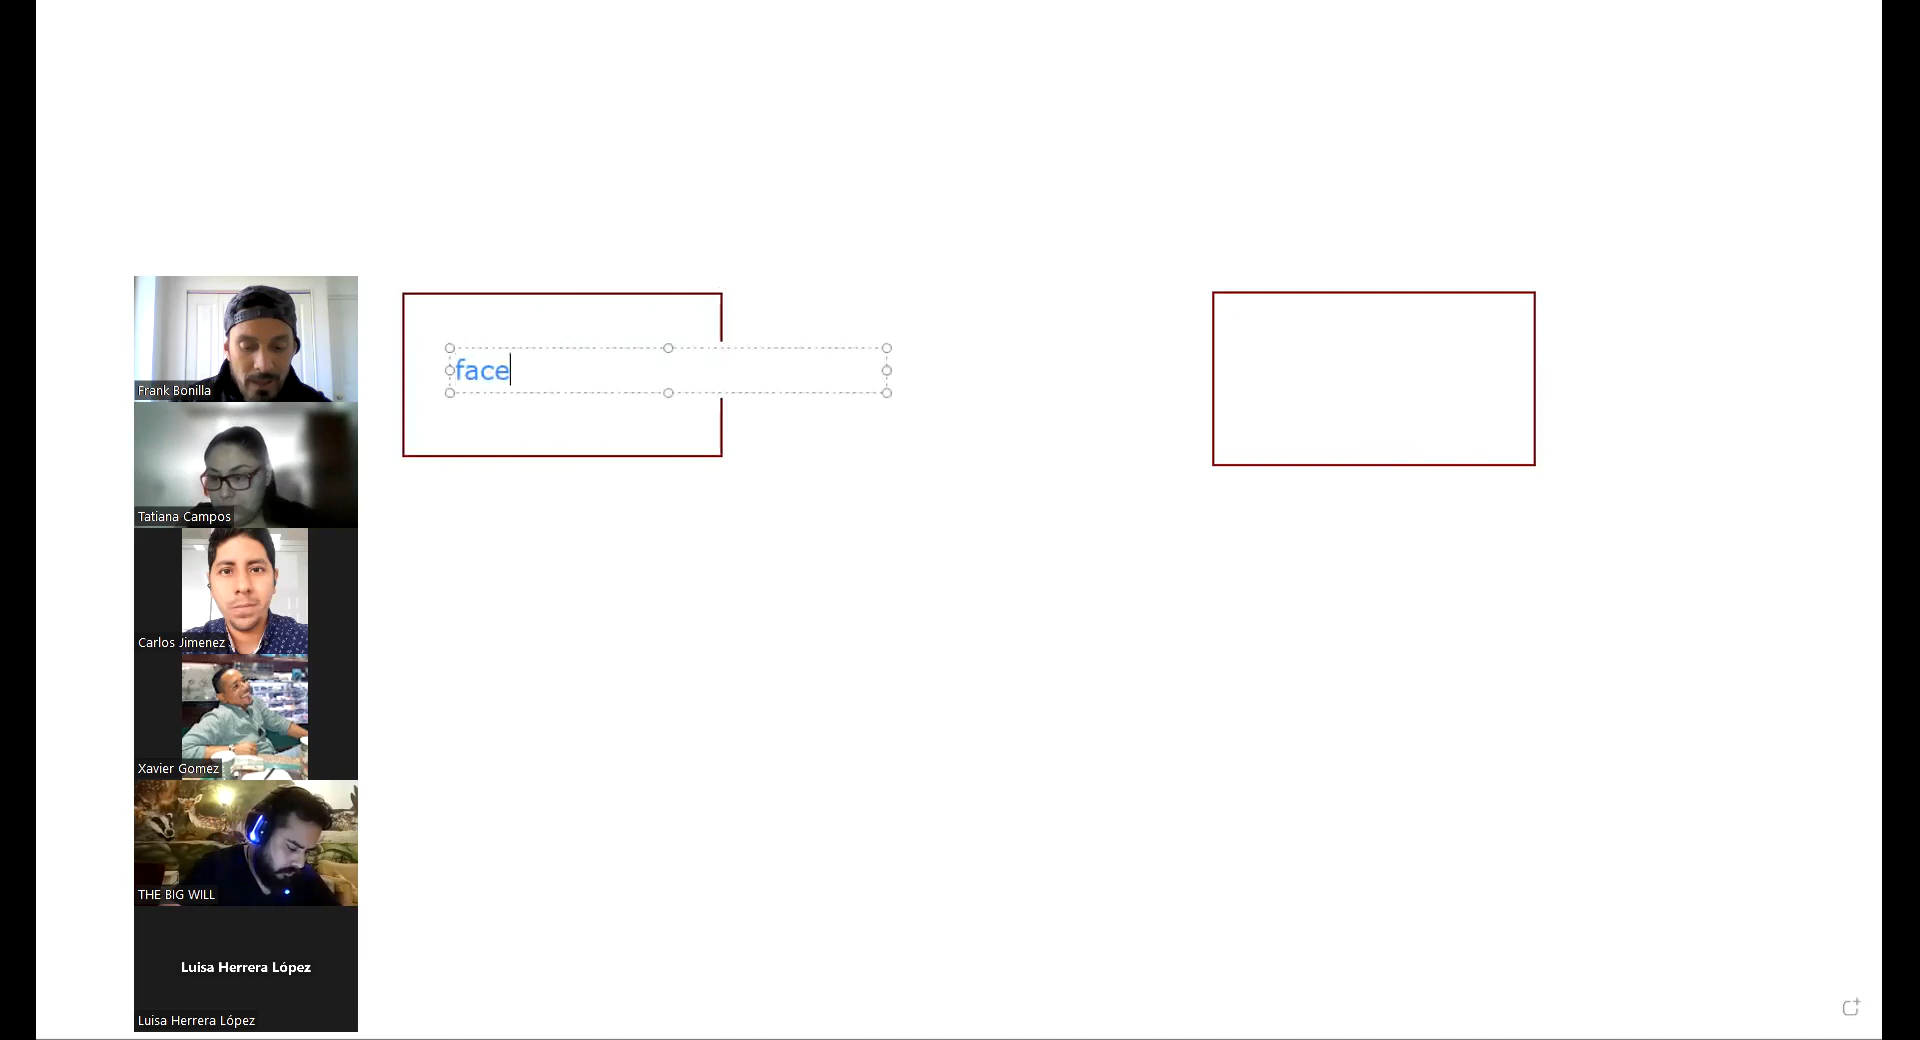 Frank Bonilla
face
Tatiana Campos
Carlos Jimenez
Xavier Gomez
THE BIG WILL
Luisa Herrera López
Luisa Herrera López